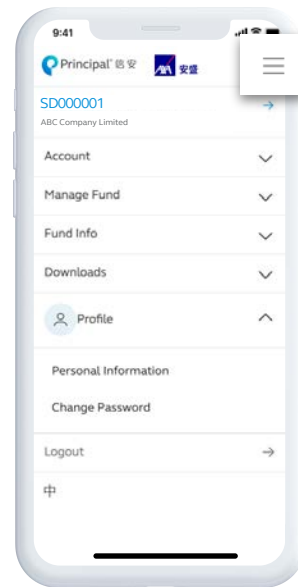 9:41
Principal 信安 AXA 安盛
SD000001
ABC Company Limited
Account
Manage Fund
Fund Info
Downloads
Profile
Personal Information
Change Password
Logout
中